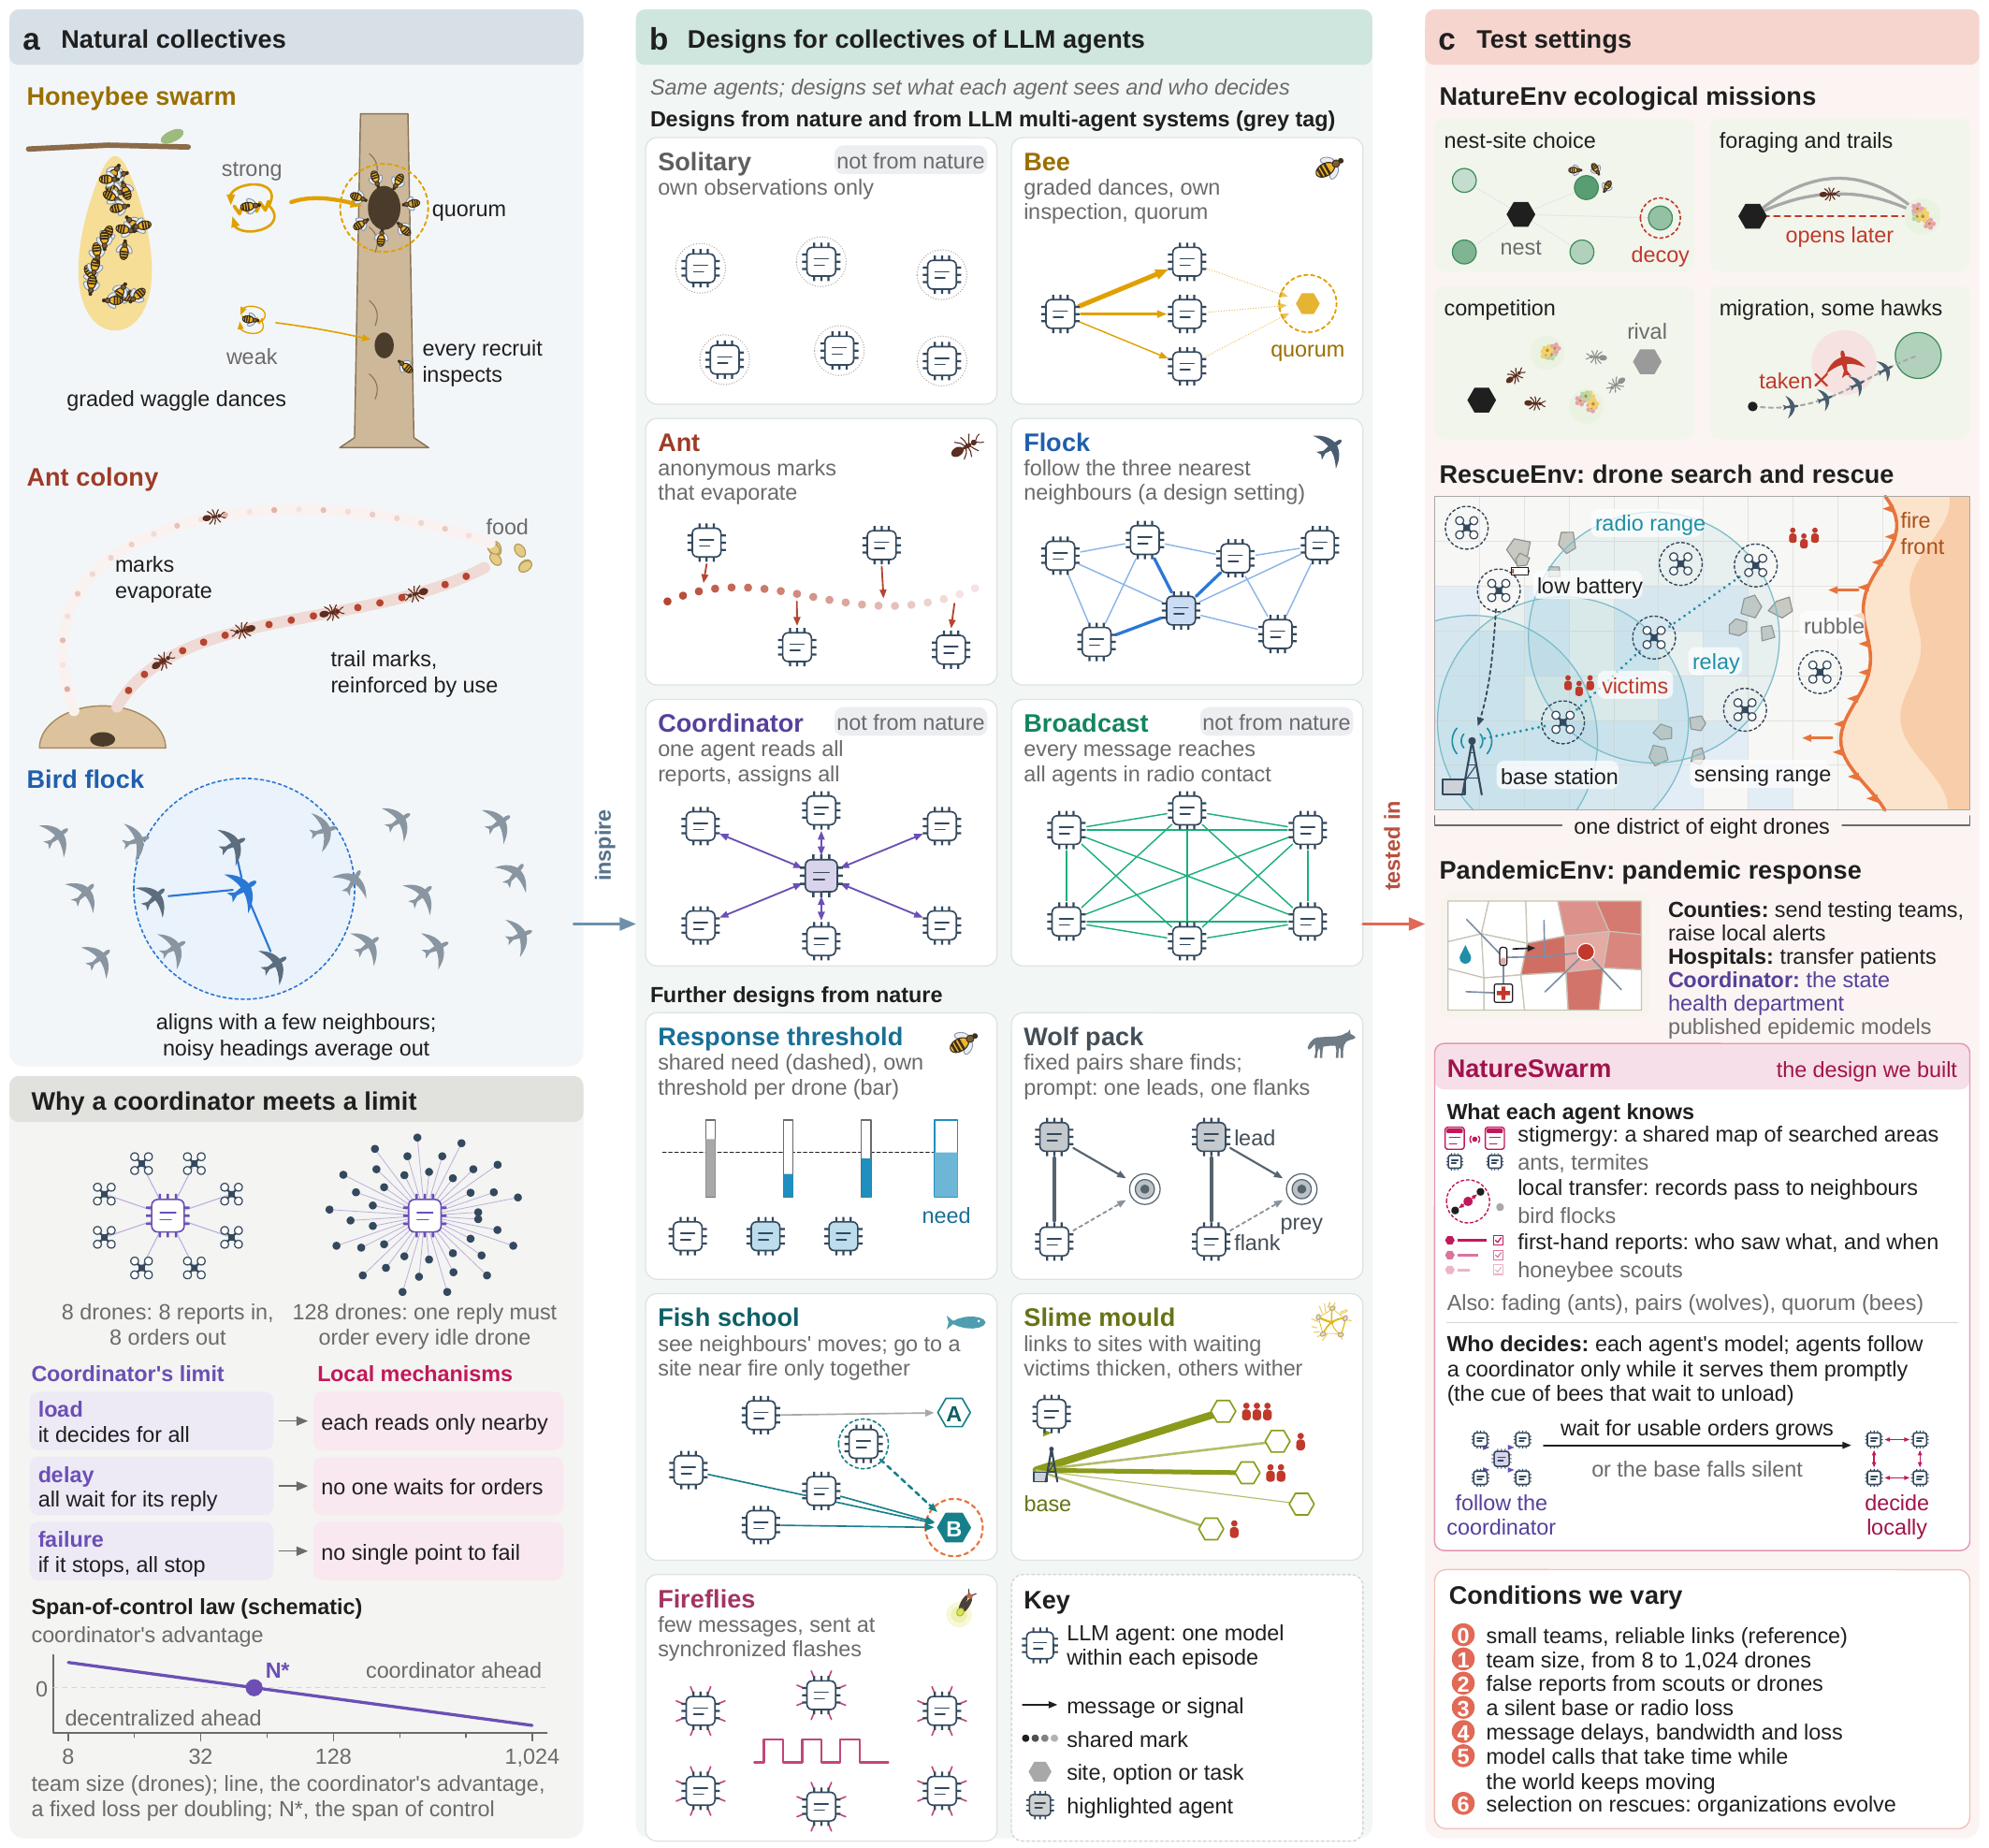 a Natural collectives
Honeybee swarm
strong
quorum
weak
every recruit
inspects
graded waggle dances
Ant colony
food
marks
evaporate
trail marks,
reinforced by use
Bird flock
aligns with a few neighbours;
noisy headings average out
Why a coordinator meets a limit
8 drones: 8 reports in,
8 orders out
128 drones: one reply must
order every idle drone
Coordinator's limit
Local mechanisms
load
it decides for all
each reads only nearby
delay
all wait for its reply
no one waits for orders
failure
if it stops, all stop
no single point to fail
Span-of-control law (schematic)
coordinator's advantage
N*
coordinator ahead
0
decentralized ahead
8 32 128 1,024
team size (drones); line, the coordinator's advantage,
a fixed loss per doubling; N*, the span of control
inspire
b Designs for collectives of LLM agents
Same agents; designs set what each agent sees and who decides
Designs from nature and from LLM multi-agent systems (grey tag)
Solitary not from nature
own observations only
Bee
graded dances, own
inspection, quorum
quorum
Ant
anonymous marks
that evaporate
Flock
follow the three nearest
neighbours (a design setting)
Coordinator not from nature
one agent reads all
reports, assigns all
Broadcast not from nature
every message reaches
all agents in radio contact
Further designs from nature
Response threshold
shared need (dashed), own
threshold per drone (bar)
need
Wolf pack
fixed pairs share finds;
prompt: one leads, one flanks
lead
prey
flank
Fish school
see neighbours' moves; go to a
site near fire only together
A
B
Slime mould
links to sites with waiting
victims thicken, others wither
base
Fireflies
few messages, sent at
synchronized flashes
Key
LLM agent: one model
within each episode
message or signal
shared mark
site, option or task
highlighted agent
tested in
c Test settings
NatureEnv ecological missions
nest-site choice
nest
decoy
foraging and trails
opens later
competition
rival
migration, some hawks
taken
RescueEnv: drone search and rescue
radio range
fire
front
low battery
rubble
relay
victims
base station
sensing range
one district of eight drones
PandemicEnv: pandemic response
Counties: send testing teams,
raise local alerts
Hospitals: transfer patients
Coordinator: the state
health department
published epidemic models
NatureSwarm the design we built
What each agent knows
stigmergy: a shared map of searched areas
ants, termites
local transfer: records pass to neighbours
bird flocks
first-hand reports: who saw what, and when
honeybee scouts
Also: fading (ants), pairs (wolves), quorum (bees)
Who decides: each agent's model; agents follow
a coordinator only while it serves them promptly
(the cue of bees that wait to unload)
wait for usable orders grows
or the base falls silent
follow the
coordinator
decide
locally
Conditions we vary
0 small teams, reliable links (reference)
1 team size, from 8 to 1,024 drones
2 false reports from scouts or drones
3 a silent base or radio loss
4 message delays, bandwidth and loss
5 model calls that take time while
the world keeps moving
6 selection on rescues: organizations evolve